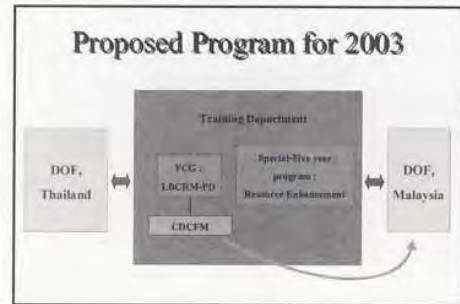 Proposed Program for 2003
Training Department
DOF,
Thailand
FCG :
LBCRM-PD
CDCFM
Special-Five year
program :
Resource Enhancement
DOF,
Malaysia